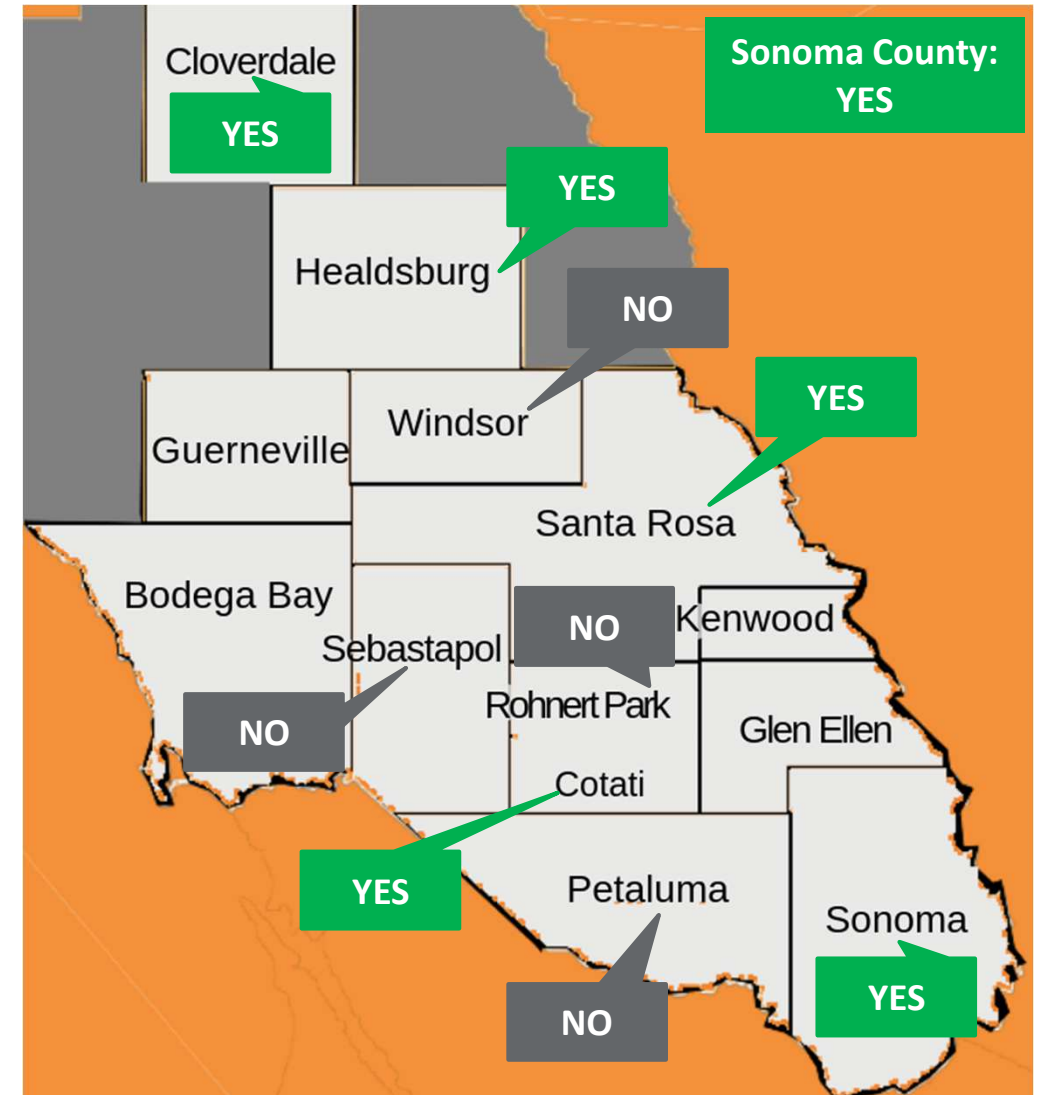 Cloverdale
YES
Sonoma County:
YES
YES
Healdsburg
NO
YES
Windsor
Guerneville
Santa Rosa
Bodega Bay
NO
Kenwood
Sebastapol
Rohnert Park
NO
Glen Ellen
Cotati
YES
Petaluma
Sonoma
YES
NO